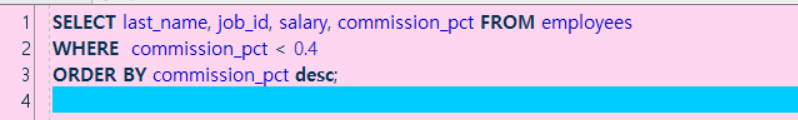 1 SELECT last_name, job_id, salary, commission_pct FROM employees
2 WHERE  commission_pct < 0.4
3 ORDER BY commission_pct desc;
4